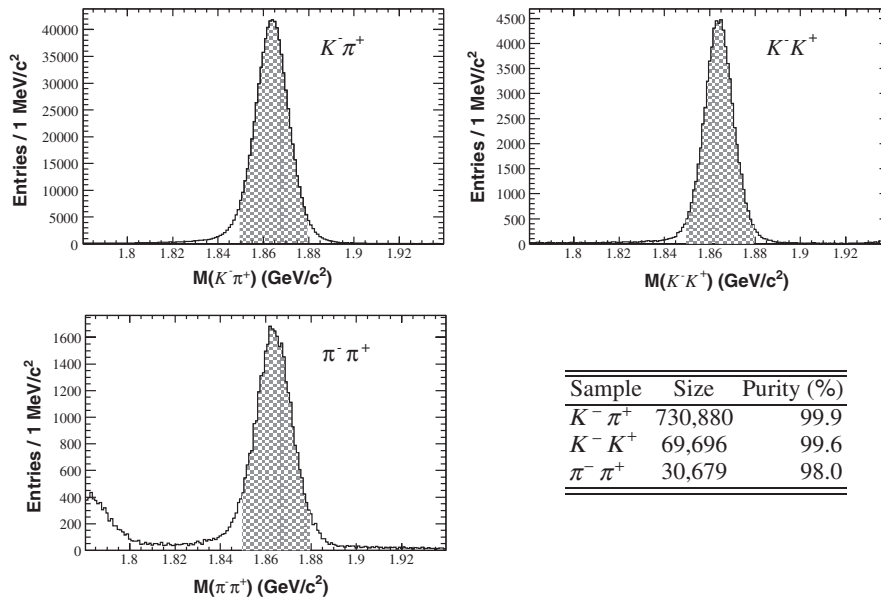 K⁻π⁺
Entries / 1 MeV/c²
40000
35000
30000
25000
20000
15000
10000
5000
0
1.8 1.82 1.84 1.86 1.88 1.9 1.92
M(K⁻π⁺) (GeV/c²)
K⁻K⁺
Entries / 1 MeV/c²
4500
4000
3500
3000
2500
2000
1500
1000
500
0
1.8 1.82 1.84 1.86 1.88 1.9 1.92
M(K⁻K⁺) (GeV/c²)
π⁻ π⁺
Entries / 1 MeV/c²
1600
1400
1200
1000
800
600
400
200
0
1.8 1.82 1.84 1.86 1.88 1.9 1.92
M(π⁻π⁺) (GeV/c²)
Sample Size Purity (%)
K⁻ π⁺ 730,880 99.9
K⁻ K⁺ 69,696 99.6
π⁻ π⁺ 30,679 98.0